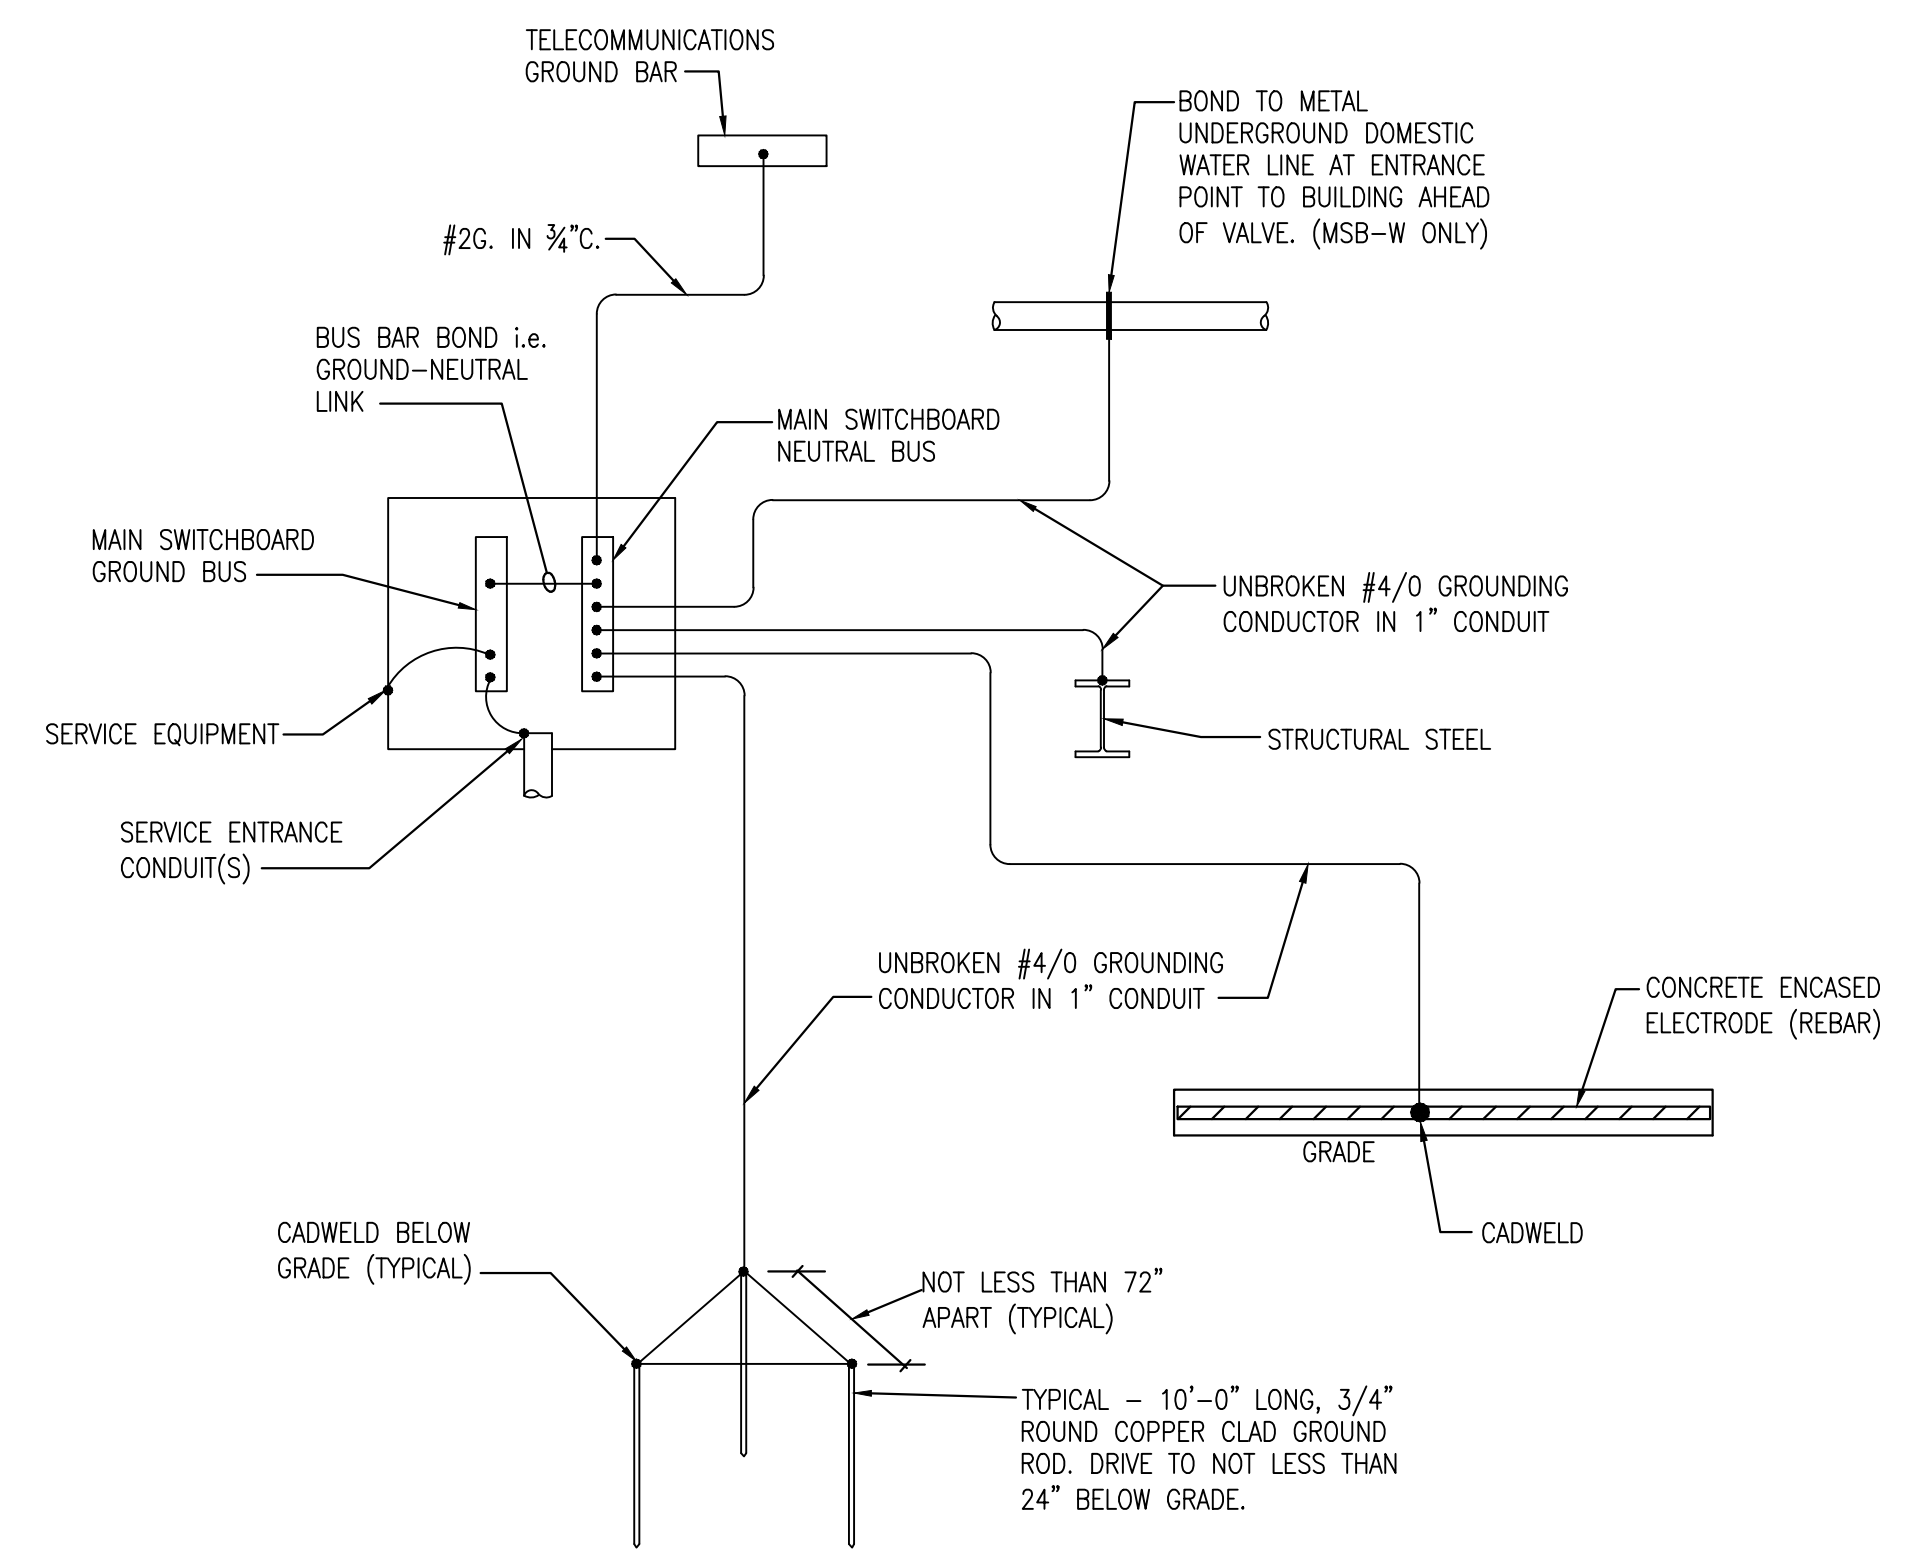 TELECOMMUNICATIONS
GROUND BAR
BOND TO METAL
UNDERGROUND DOMESTIC
WATER LINE AT ENTRANCE
POINT TO BUILDING AHEAD
OF VALVE. (MSB-W ONLY)
#2G. IN ¾"C.
BUS BAR BOND i.e.
GROUND-NEUTRAL
LINK
MAIN SWITCHBOARD
NEUTRAL BUS
MAIN SWITCHBOARD
GROUND BUS
UNBROKEN #4/0 GROUNDING
CONDUCTOR IN 1" CONDUIT
SERVICE EQUIPMENT
STRUCTURAL STEEL
SERVICE ENTRANCE
CONDUIT(S)
UNBROKEN #4/0 GROUNDING
CONDUCTOR IN 1" CONDUIT
CONCRETE ENCASED
ELECTRODE (REBAR)
GRADE
CADWELD
CADWELD BELOW
GRADE (TYPICAL)
NOT LESS THAN 72"
APART (TYPICAL)
TYPICAL - 10'-0" LONG, 3/4"
ROUND COPPER CLAD GROUND
ROD. DRIVE TO NOT LESS THAN
24" BELOW GRADE.